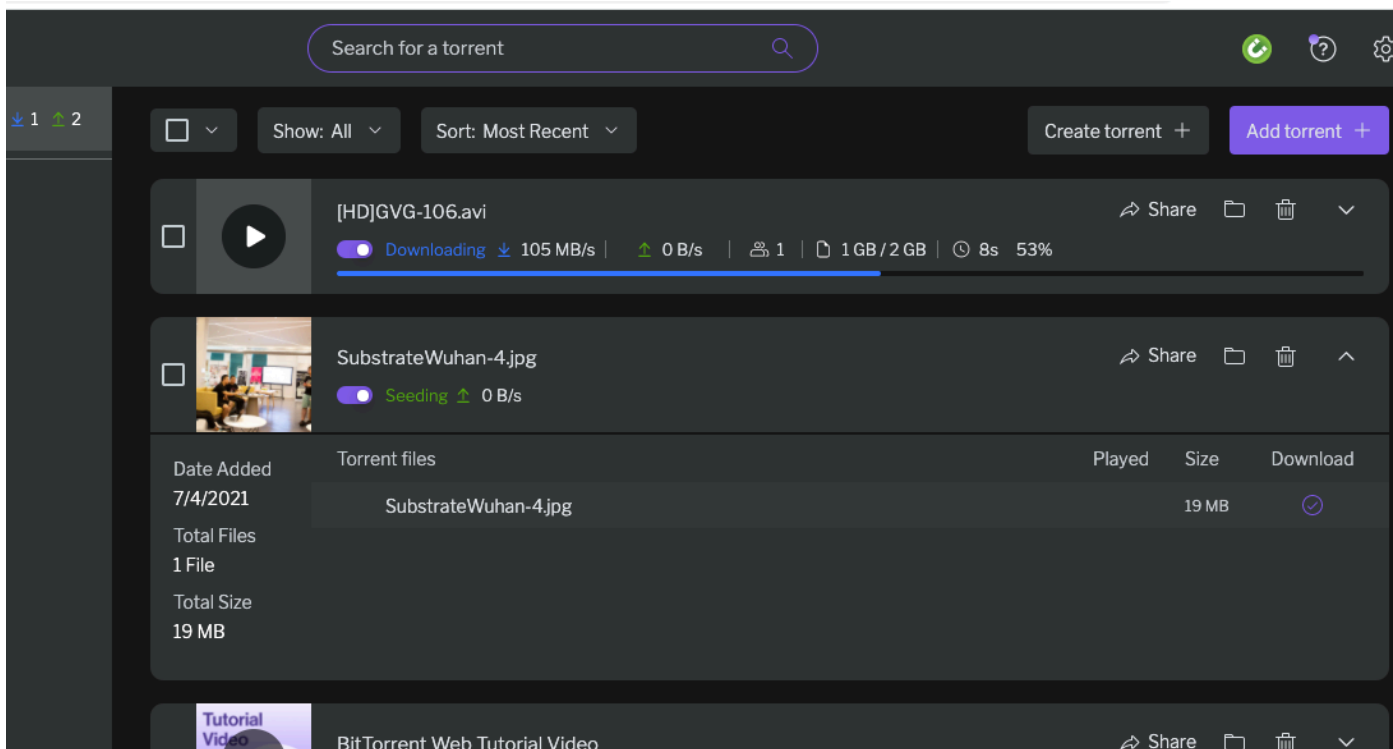 Search for a torrent
1 2
Show: All
Sort: Most Recent
Create torrent +
Add torrent +
[HD]GVG-106.avi
Share
Downloading 105 MB/s | 0 B/s | 1 | 1 GB / 2 GB | 8s 53%
SubstrateWuhan-4.jpg
Share
Seeding 0 B/s
Date Added
7/4/2021
Total Files
1 File
Total Size
19 MB
Torrent files Played Size Download
SubstrateWuhan-4.jpg 19 MB
Tutorial
Video
BitTorrent Web Tutorial Video
Share